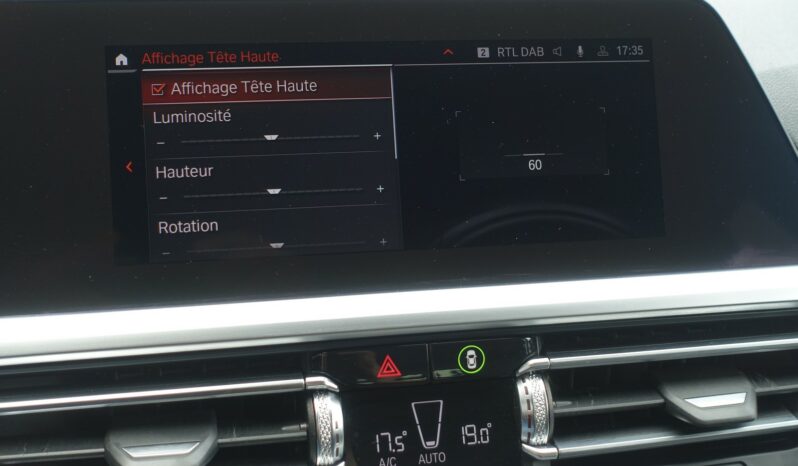 Affichage Tête Haute
2 RTL DAB 17:35
Affichage Tête Haute
Luminosité
- +
60
Hauteur
- +
Rotation
- +
17.5 19.0
A/C AUTO